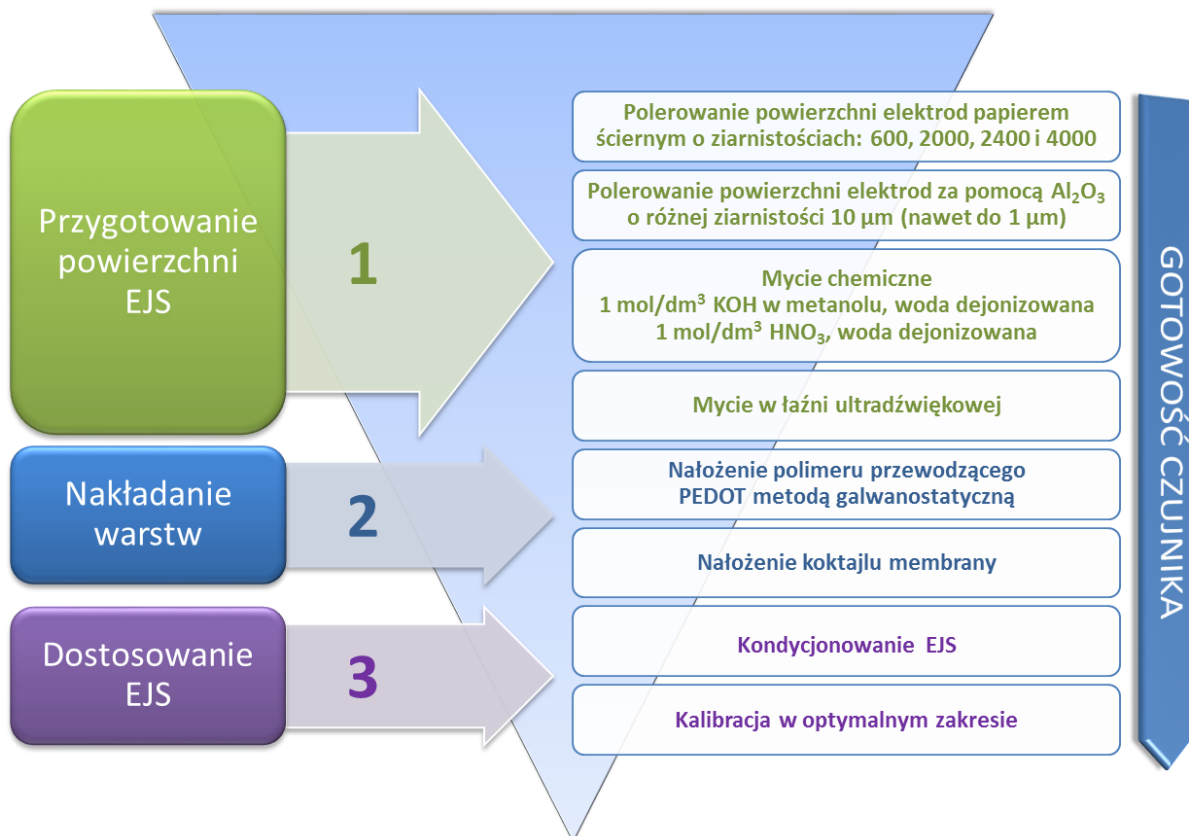 Przygotowanie
powierzchni
EJS
1
Polerowanie powierzchni elektrod papierem
ściernym o ziarnistościach: 600, 2000, 2400 i 4000
Polerowanie powierzchni elektrod za pomocą Al₂O₃
o różnej ziarnistości 10 µm (nawet do 1 µm)
Mycie chemiczne
1 mol/dm³ KOH w metanolu, woda dejonizowana
1 mol/dm³ HNO₃, woda dejonizowana
Mycie w łaźni ultradźwiękowej
Nakładanie
warstw
2
Nałożenie polimeru przewodzącego
PEDOT metodą galwanostatyczną
Nałożenie koktajlu membrany
Dostosowanie
EJS
3
Kondycjonowanie EJS
Kalibracja w optymalnym zakresie
GOTOWOŚĆ CZUJNIKA